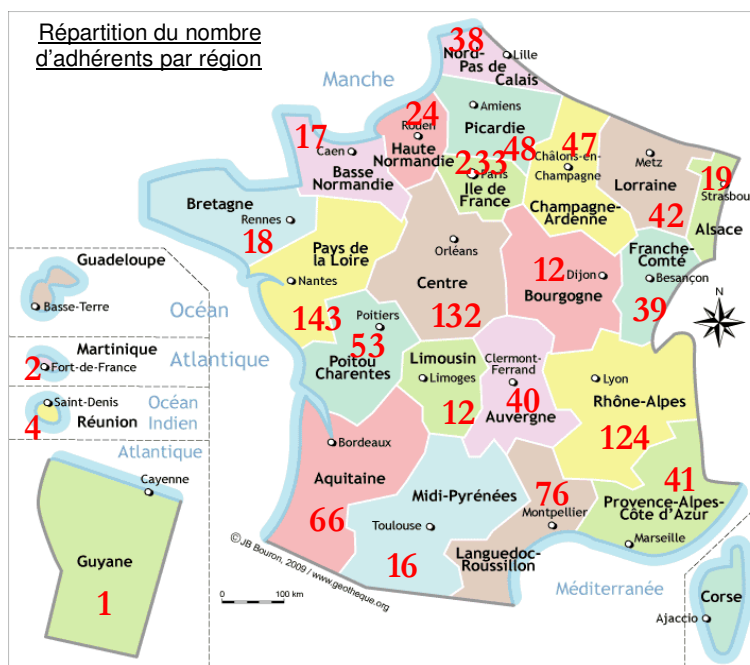 Répartition du nombre
d'adhérents par région
38
Nord-
Pas de
Calais
Lille
Manche
Amiens
Picardie
48
24
Rouen
Haute
Normandie
17
Caen
Basse
Normandie
233
Paris
Ile de
France
47
Châlons-en-
Champagne
Champagne-
Ardenne
Metz
Lorraine
42
19
Strasbou
Alsace
Bretagne
Rennes
18
Pays de
la Loire
Nantes
143
Orléans
Centre
132
12
Dijon
Bourgogne
Franche-
Comté
Besançon
39
N
Guadeloupe
Basse-Terre
Océan
Atlantique
Martinique
2
Fort-de-France
Saint-Denis
Réunion
4
Océan
Indien
Atlantique
Cayenne
Guyane
1
Poitiers
53
Poitou
Charentes
Limousin
Limoges
12
Clermont-
Ferrand
40
Auvergne
Lyon
Rhône-Alpes
124
Bordeaux
Aquitaine
66
Midi-Pyrénées
Toulouse
16
76
Montpellier
Languedoc-
Roussillon
41
Provence-Alpes-
Côte d'Azur
Marseille
Méditerranée
Corse
Ajaccio
© JB Bouron, 2009 / www.geotheque.org
0 100 km